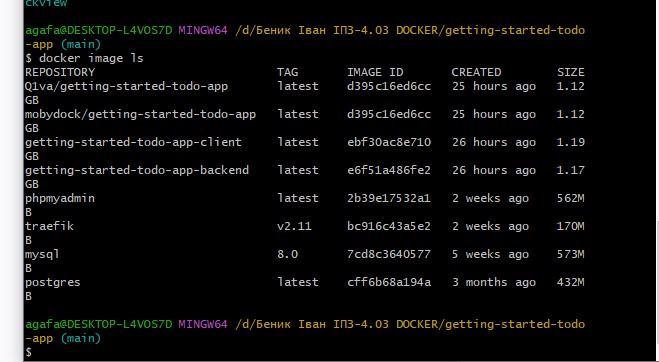 ckview
agafa@DESKTOP-L4VOS7D MINGW64 /d/Беник Іван ІПЗ-4.03 DOCKER/getting-started-todo
-app (main)
$ docker image ls
REPOSITORY TAG IMAGE ID CREATED SIZE
Q1va/getting-started-todo-app latest d395c16ed6cc 25 hours ago 1.12
GB
mobydock/getting-started-todo-app latest d395c16ed6cc 25 hours ago 1.12
GB
getting-started-todo-app-client latest ebf30ac8e710 26 hours ago 1.19
GB
getting-started-todo-app-backend latest e6f51a486fe2 26 hours ago 1.17
GB
phpmyadmin latest 2b39e17532a1 2 weeks ago 562M
B
traefik v2.11 bc916c43a5e2 2 weeks ago 170M
B
mysql 8.0 7cd8c3640577 5 weeks ago 573M
B
postgres latest cff6b68a194a 3 months ago 432M
B
agafa@DESKTOP-L4VOS7D MINGW64 /d/Беник Іван ІПЗ-4.03 DOCKER/getting-started-todo
-app (main)
$